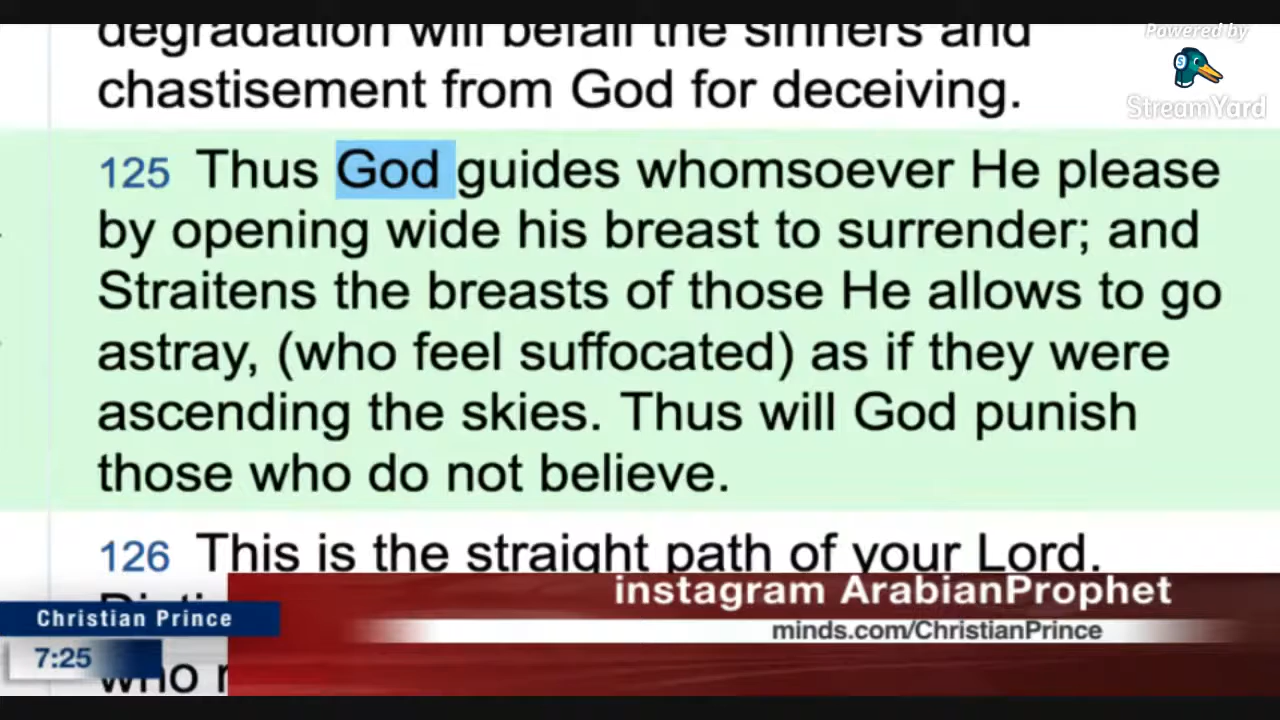 degradation will befall the sinners and
Powered by
chastisement from God for deceiving.
StreamYard
125 Thus God guides whomsoever He please
by opening wide his breast to surrender; and
Straitens the breasts of those He allows to go
astray, (who feel suffocated) as if they were
ascending the skies. Thus will God punish
those who do not believe.
126 This is the straight path of your Lord.
instagram ArabianProphet
Christian Prince
minds.com/ChristianPrince
7:25
who